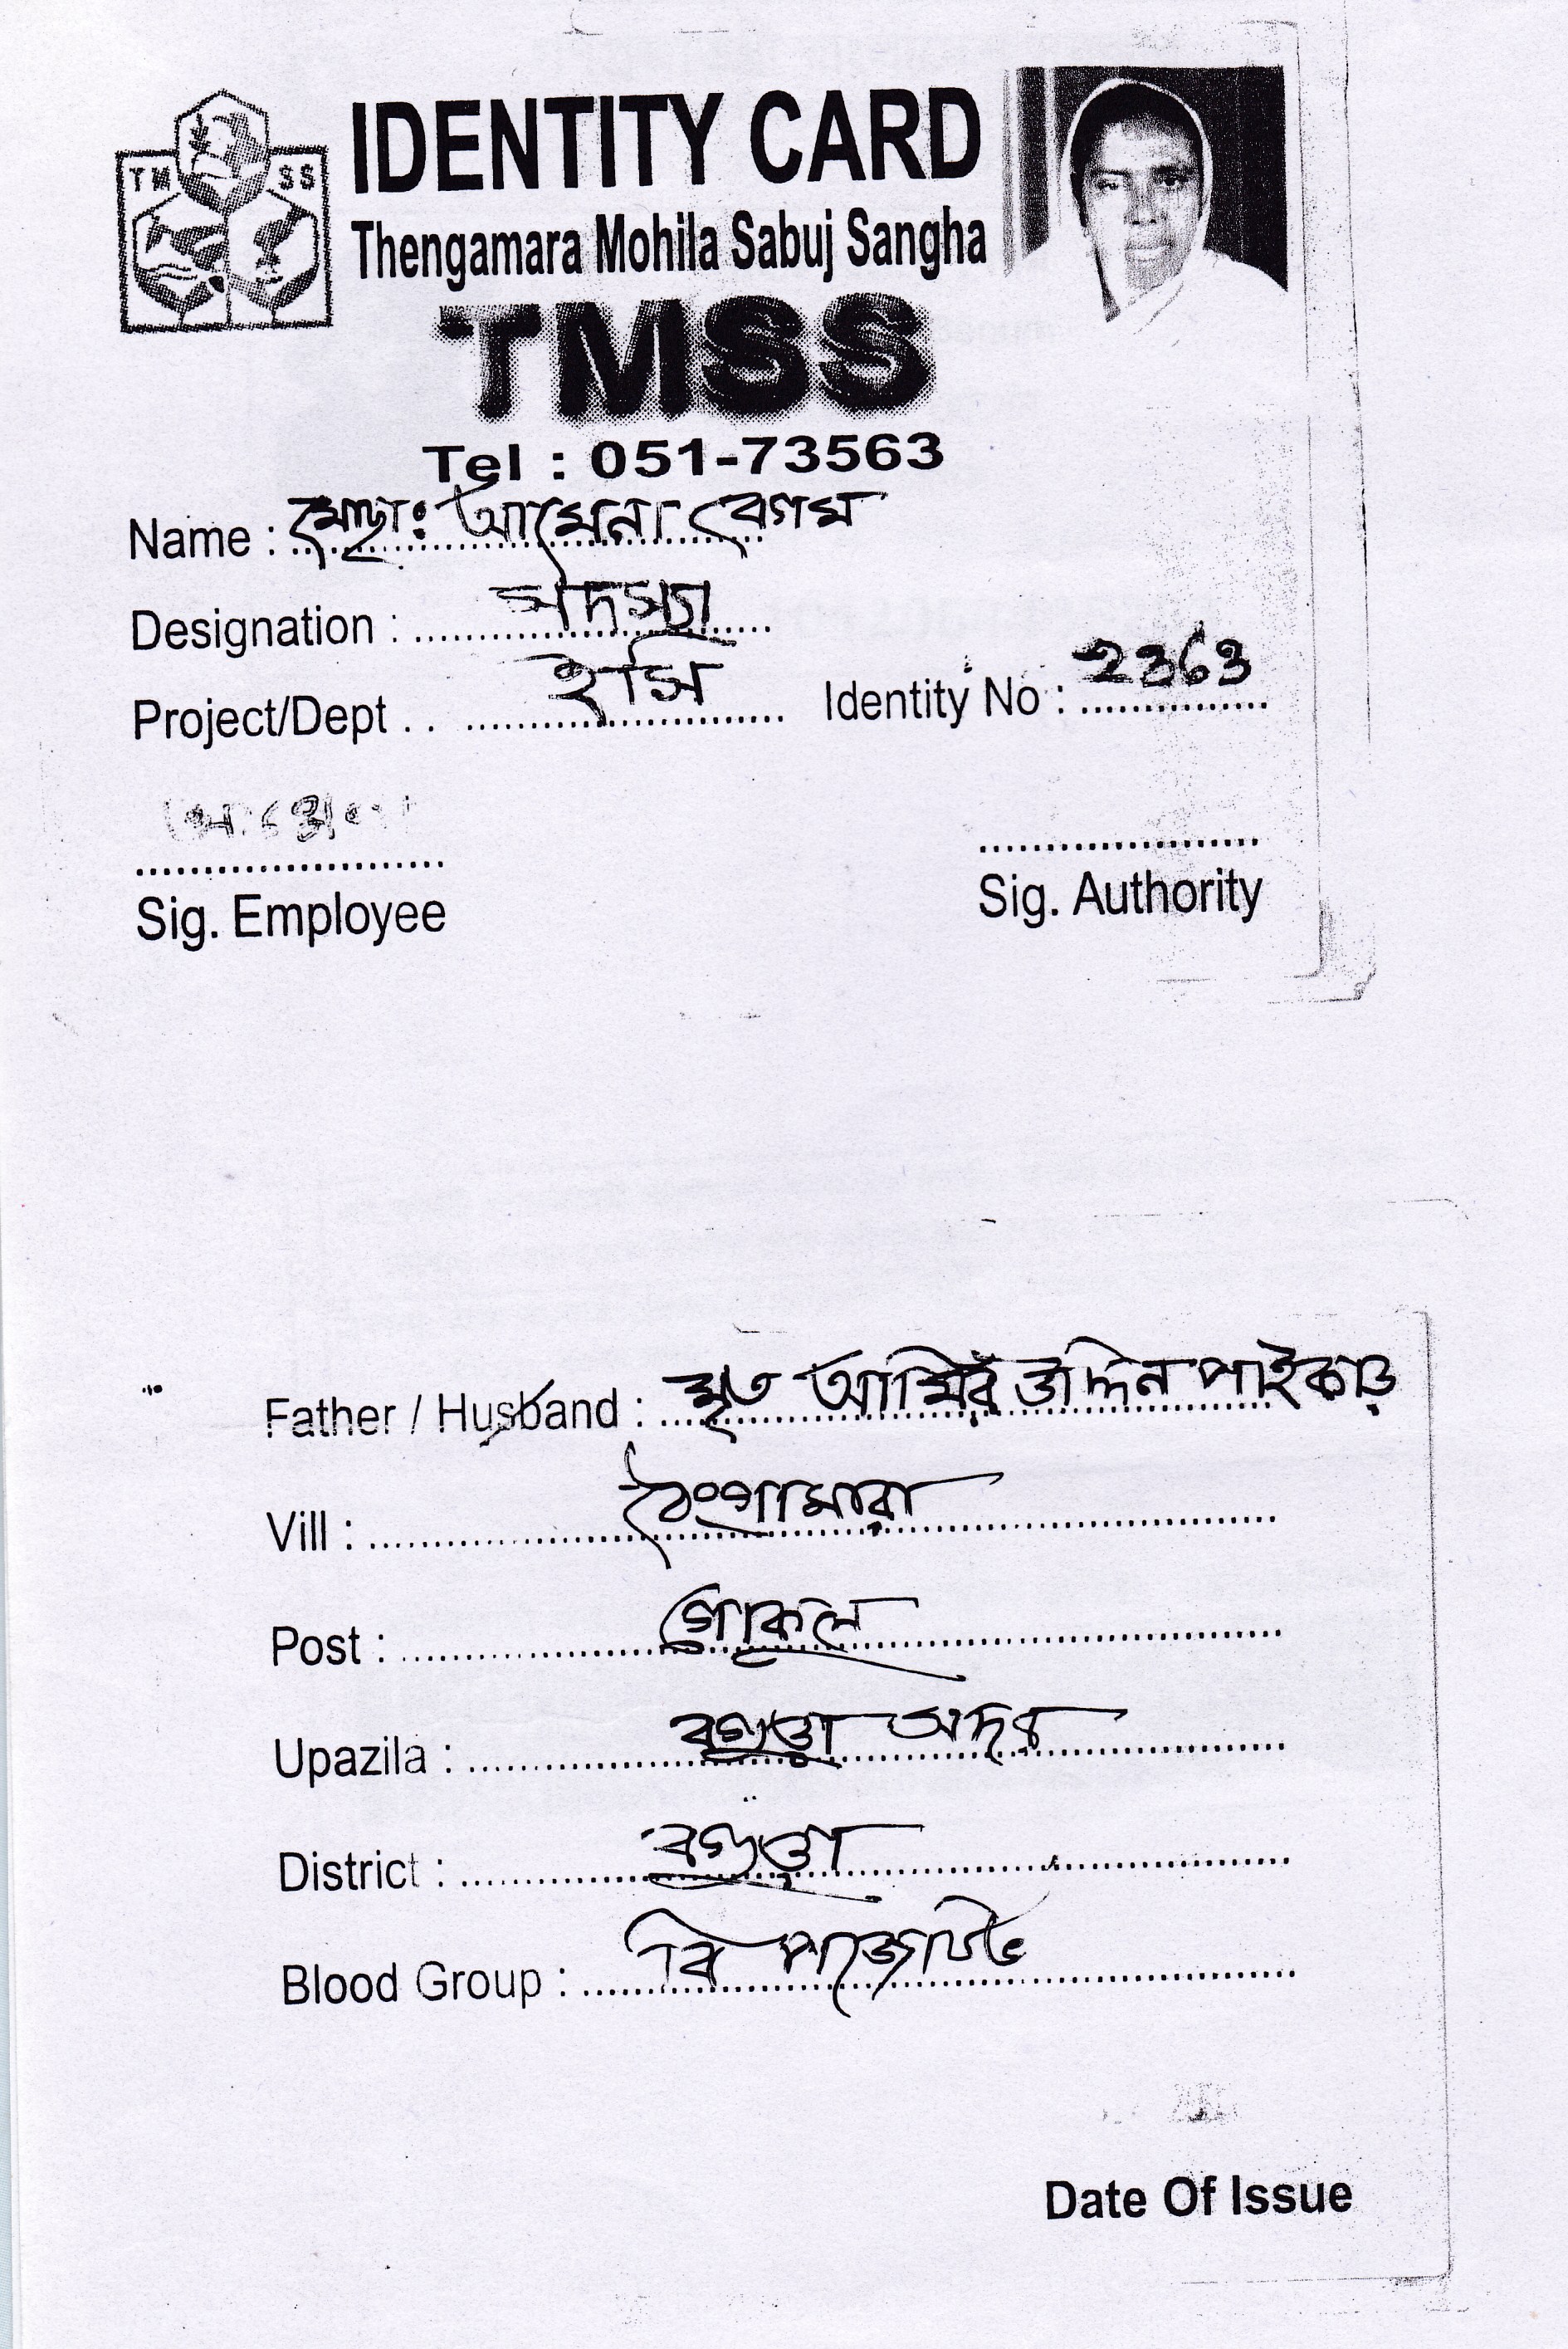 TM SS
IDENTITY CARD
Thengamara Mohila Sabuj Sangha
TMSS
Tel : 051-73563
Name : মোছা: আমেনা বেগম
Designation : সদস্যা
Project/Dept . .
Identity No : 2363
Sig. Employee
Sig. Authority
Father / Husband : মৃত আমির উদ্দিন পাইকাড়
Vill : ঠেংগামারা
Post : গোকুল
Upazila : বগুড়া সদর
District : বগুড়া
Blood Group : বি পজেটিভ
Date Of Issue